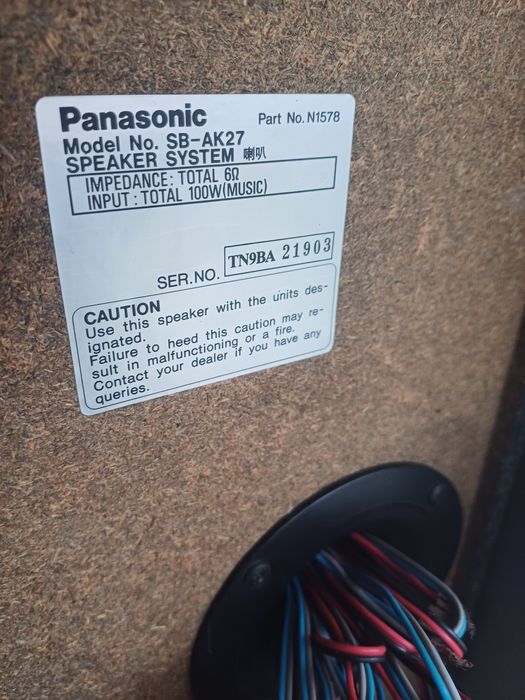 Panasonic Part No. N1578
Model No. SB-AK27
SPEAKER SYSTEM 喇叭
IMPEDANCE: TOTAL 6Ω
INPUT : TOTAL 100W(MUSIC)
SER.NO. TN9BA 21903
CAUTION
Use this speaker with the units des-
ignated.
Failure to heed this caution may re-
sult in malfunctioning or a fire.
Contact your dealer if you have any
queries.